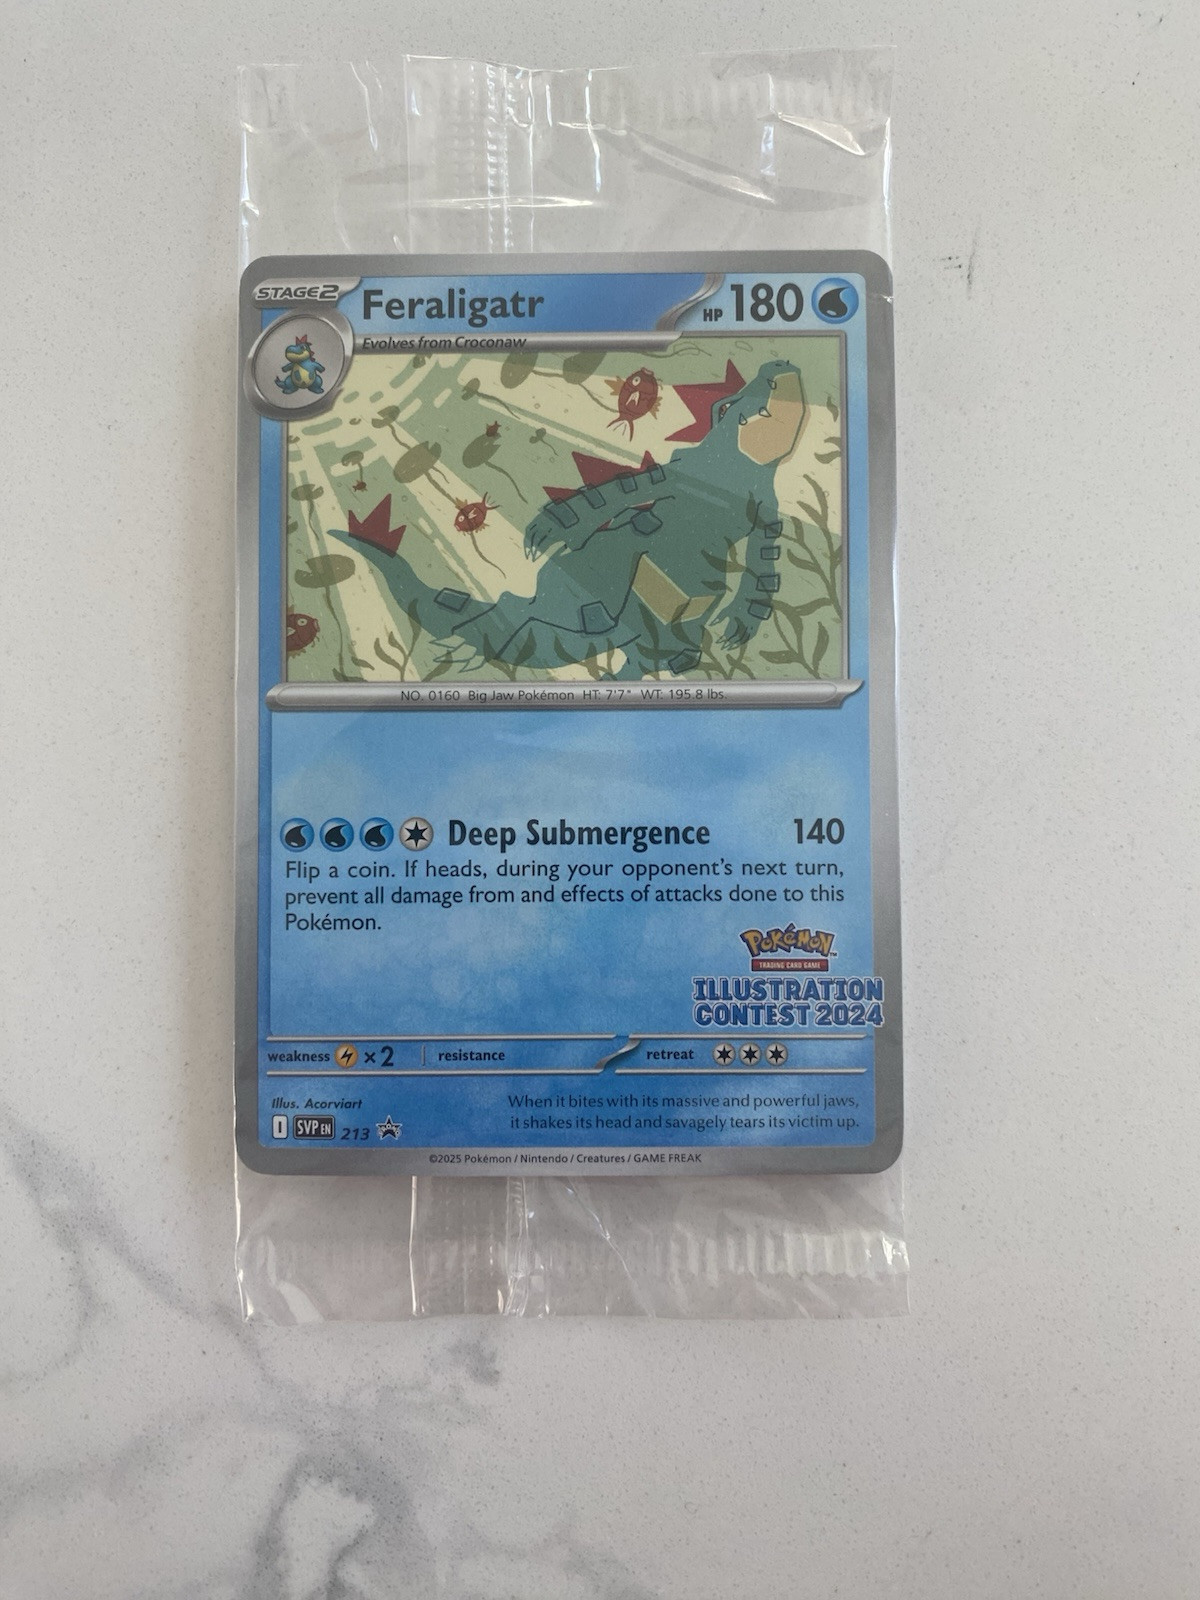 STAGE2 Feraligatr HP 180
Evolves from Croconaw
NO. 0160 Big Jaw Pokémon HT: 7'7" WT: 195.8 lbs.
Deep Submergence 140
Flip a coin. If heads, during your opponent's next turn,
prevent all damage from and effects of attacks done to this
Pokémon.
POKéMON™
TRADING CARD GAME
ILLUSTRATION
CONTEST 2024
weakness ×2 resistance retreat
Illus. Acorviart
When it bites with its massive and powerful jaws,
it shakes its head and savagely tears its victim up.
I SVP EN 213
©2025 Pokémon / Nintendo / Creatures / GAME FREAK